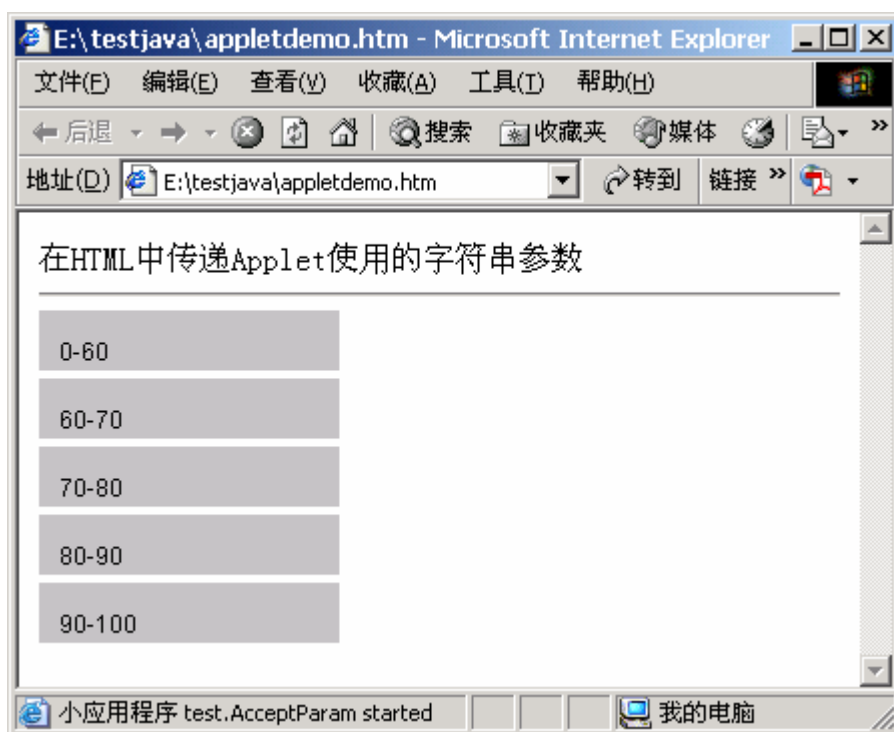 E:\testjava\appletdemo.htm - Microsoft Internet Explorer
文件(F) 编辑(E) 查看(V) 收藏(A) 工具(T) 帮助(H)
后退 搜索 收藏夹 媒体 »
地址(D) E:\testjava\appletdemo.htm 转到 链接 »
在HTML中传递Applet使用的字符串参数
0-60
60-70
70-80
80-90
90-100
小应用程序 test.AcceptParam started 我的电脑